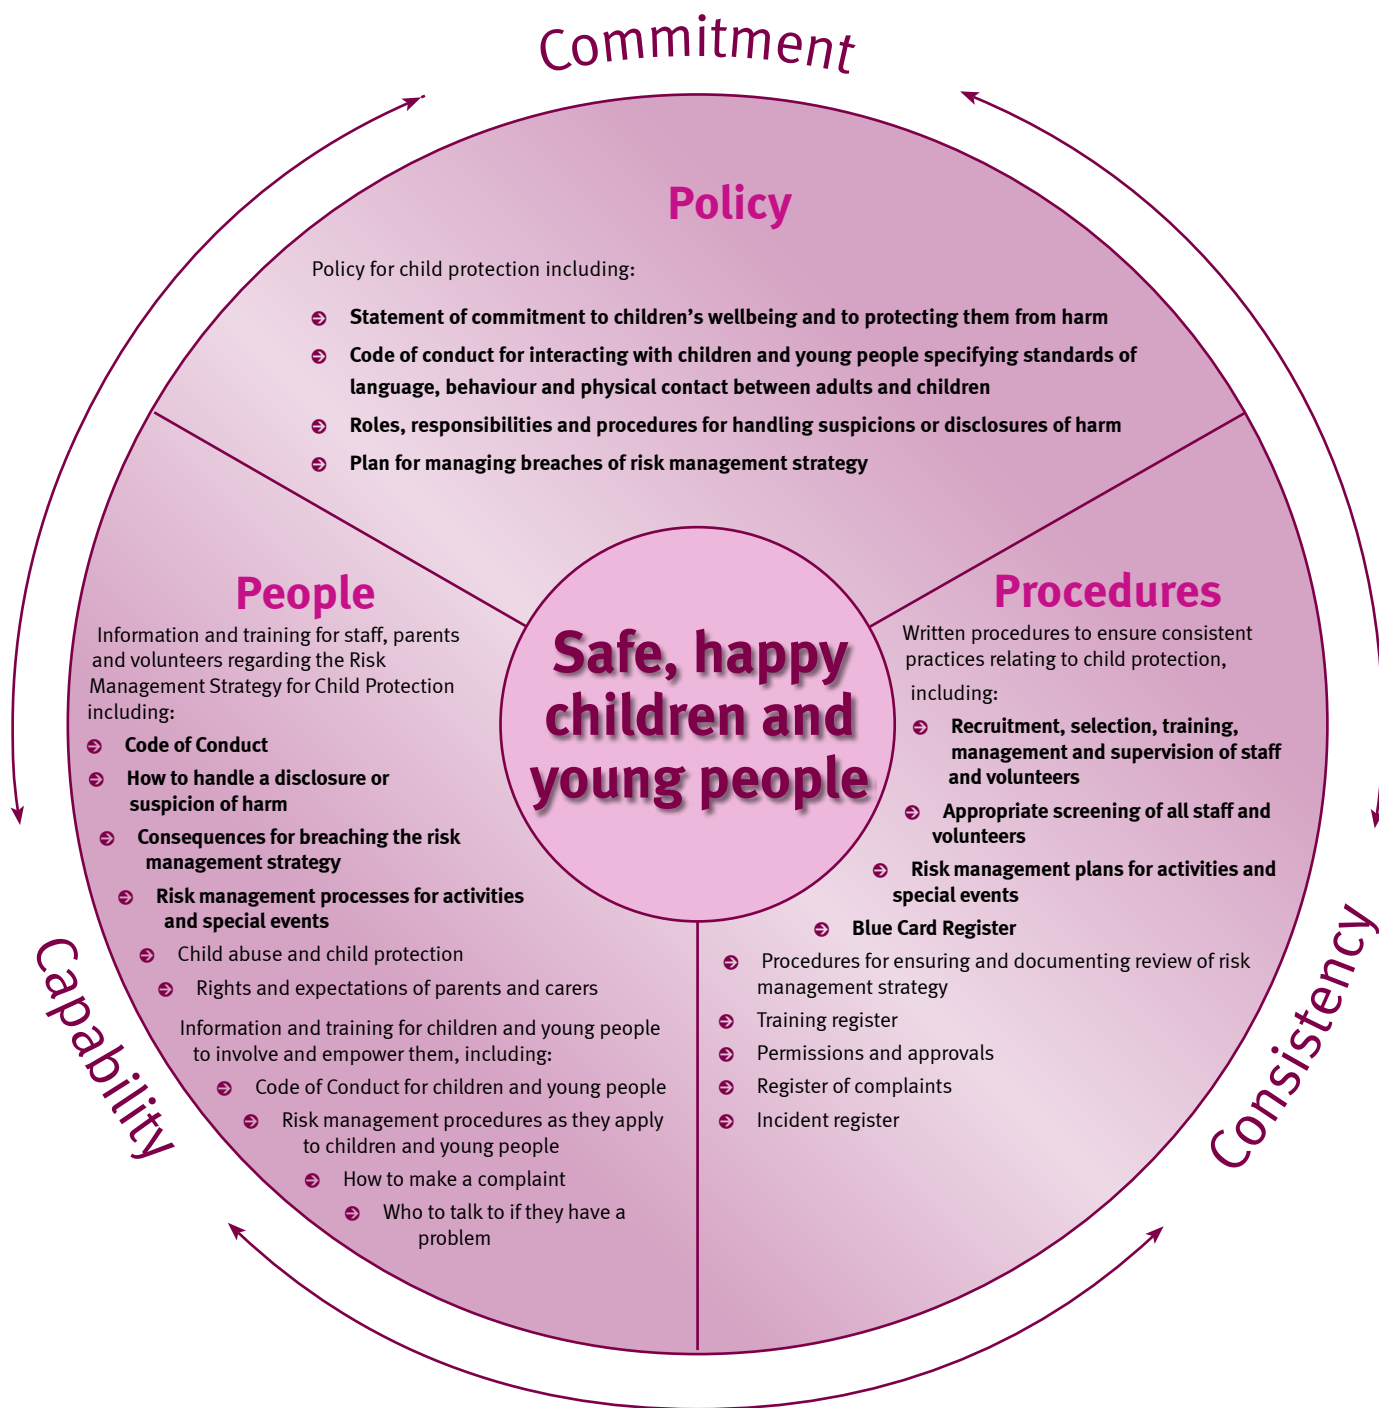 Commitment
Policy
Policy for child protection including:
Statement of commitment to children’s wellbeing and to protecting them from harm
Code of conduct for interacting with children and young people specifying standards of
language, behaviour and physical contact between adults and children
Roles, responsibilities and procedures for handling suspicions or disclosures of harm
Plan for managing breaches of risk management strategy
People
Information and training for staff, parents
and volunteers regarding the Risk
Management Strategy for Child Protection
including:
Code of Conduct
How to handle a disclosure or
suspicion of harm
Consequences for breaching the risk
management strategy
Risk management processes for activities
and special events
Child abuse and child protection
Rights and expectations of parents and carers
Information and training for children and young people
to involve and empower them, including:
Code of Conduct for children and young people
Risk management procedures as they apply
to children and young people
How to make a complaint
Who to talk to if they have a
problem
Safe, happy
children and
young people
Procedures
Written procedures to ensure consistent
practices relating to child protection,
including:
Recruitment, selection, training,
management and supervision of staff
and volunteers
Appropriate screening of all staff and
volunteers
Risk management plans for activities and
special events
Blue Card Register
Procedures for ensuring and documenting review of risk
management strategy
Training register
Permissions and approvals
Register of complaints
Incident register
Capability
Consistency